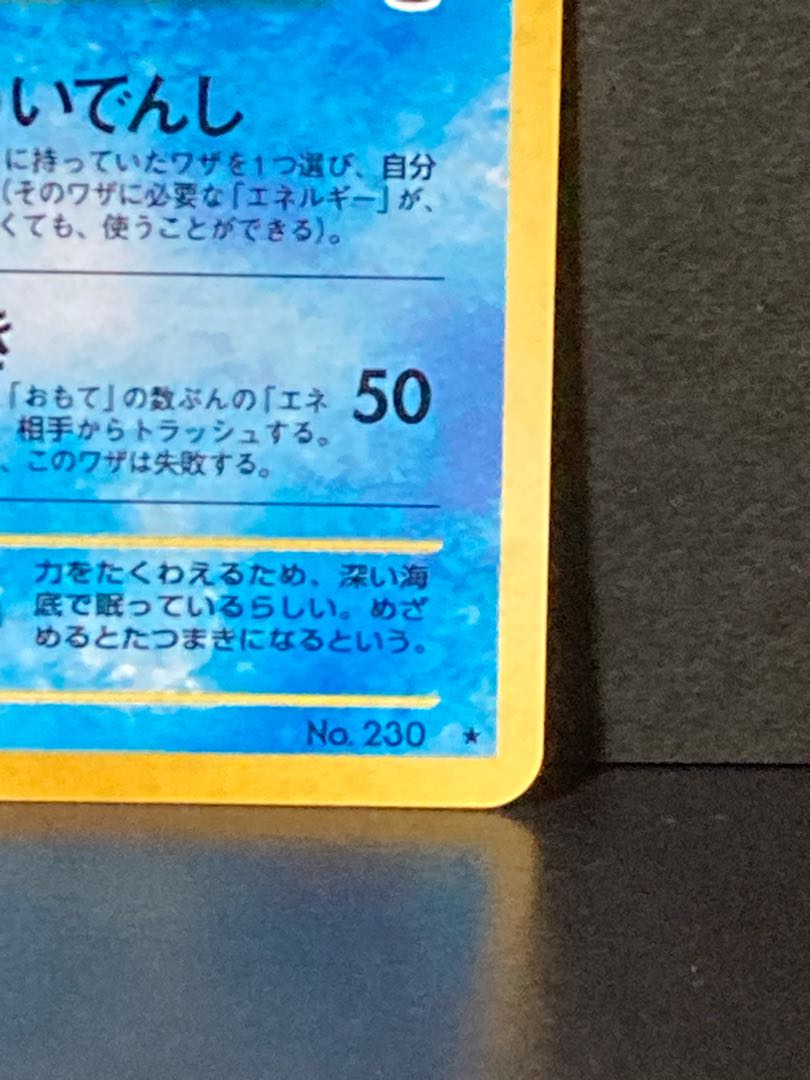 いでんし
に持っていたワザを1つ選び、自分
(そのワザに必要な「エネルギー」が、
くても、使うことができる)。
「おもて」の数ぶんの「エネ
50
相手からトラッシュする。
、このワザは失敗する。
力をたくわえるため、深い海
底で眠っているらしい。めざ
めるとたつまきになるという。
No. 230 ★